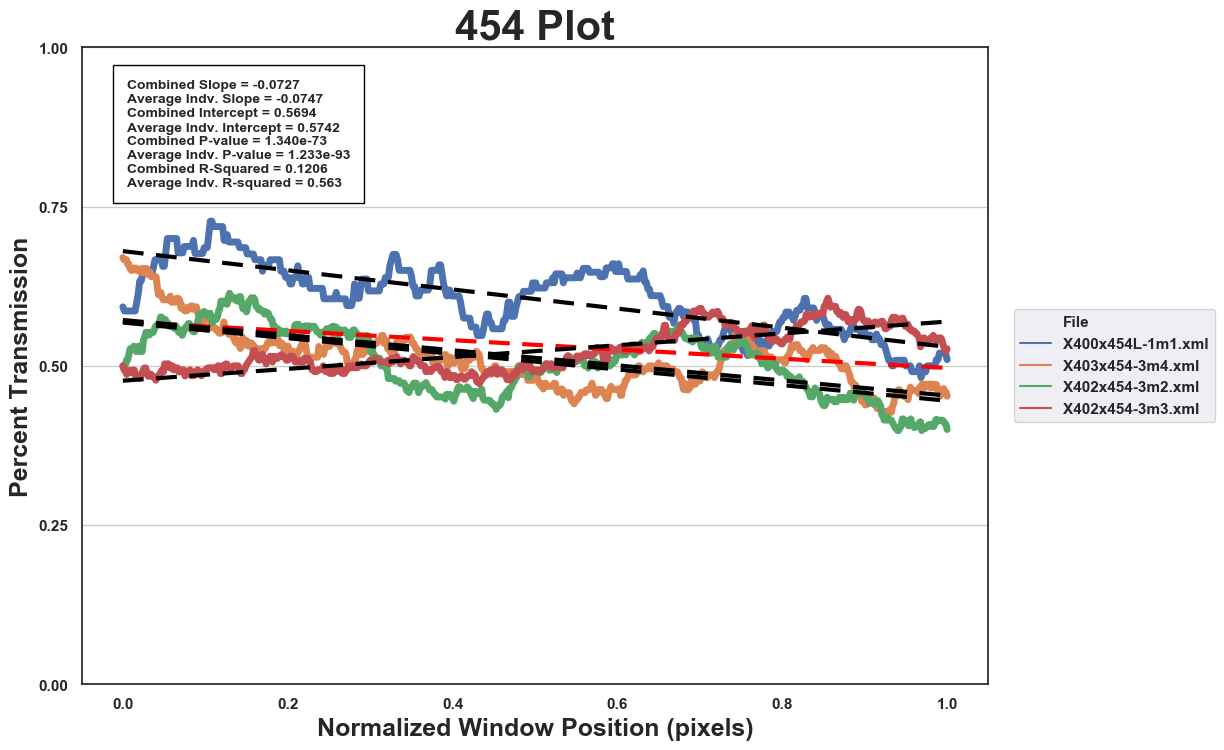 454 Plot
1.00
Combined Slope = -0.0727
Average Indv. Slope = -0.0747
Combined Intercept = 0.5694
Average Indv. Intercept = 0.5742
Combined P-value = 1.340e-73
Average Indv. P-value = 1.233e-93
Combined R-Squared = 0.1206
Average Indv. R-squared = 0.563
0.75
Percent Transmission
0.50
0.25
0.00
File
X400x454L-1m1.xml
X403x454-3m4.xml
X402x454-3m2.xml
X402x454-3m3.xml
0.0 0.2 0.4 0.6 0.8 1.0
Normalized Window Position (pixels)